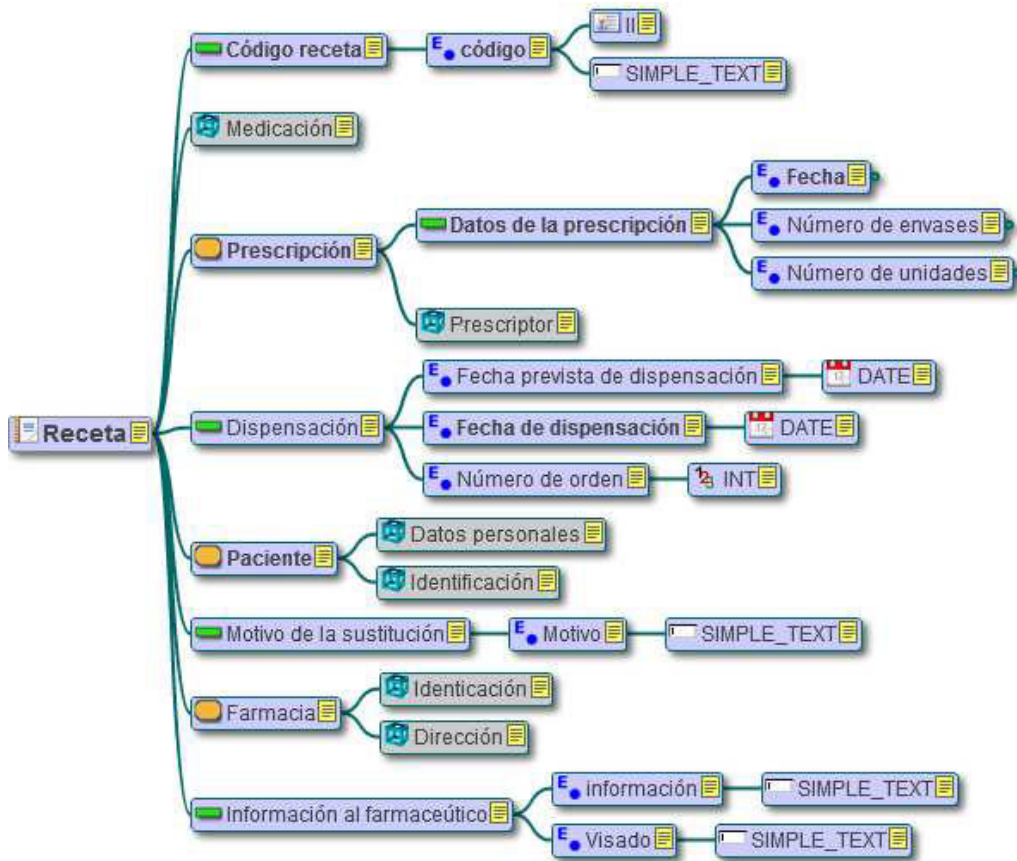 Receta
Código receta
código
II
SIMPLE_TEXT
Medicación
Prescripción
Datos de la prescripción
Fecha
Número de envases
Número de unidades
Prescriptor
Dispensación
Fecha prevista de dispensación
DATE
Fecha de dispensación
DATE
Número de orden
INT
Paciente
Datos personales
Identificación
Motivo de la sustitución
Motivo
SIMPLE_TEXT
Farmacia
Identicación
Dirección
Información al farmaceútico
información
SIMPLE_TEXT
Visado
SIMPLE_TEXT